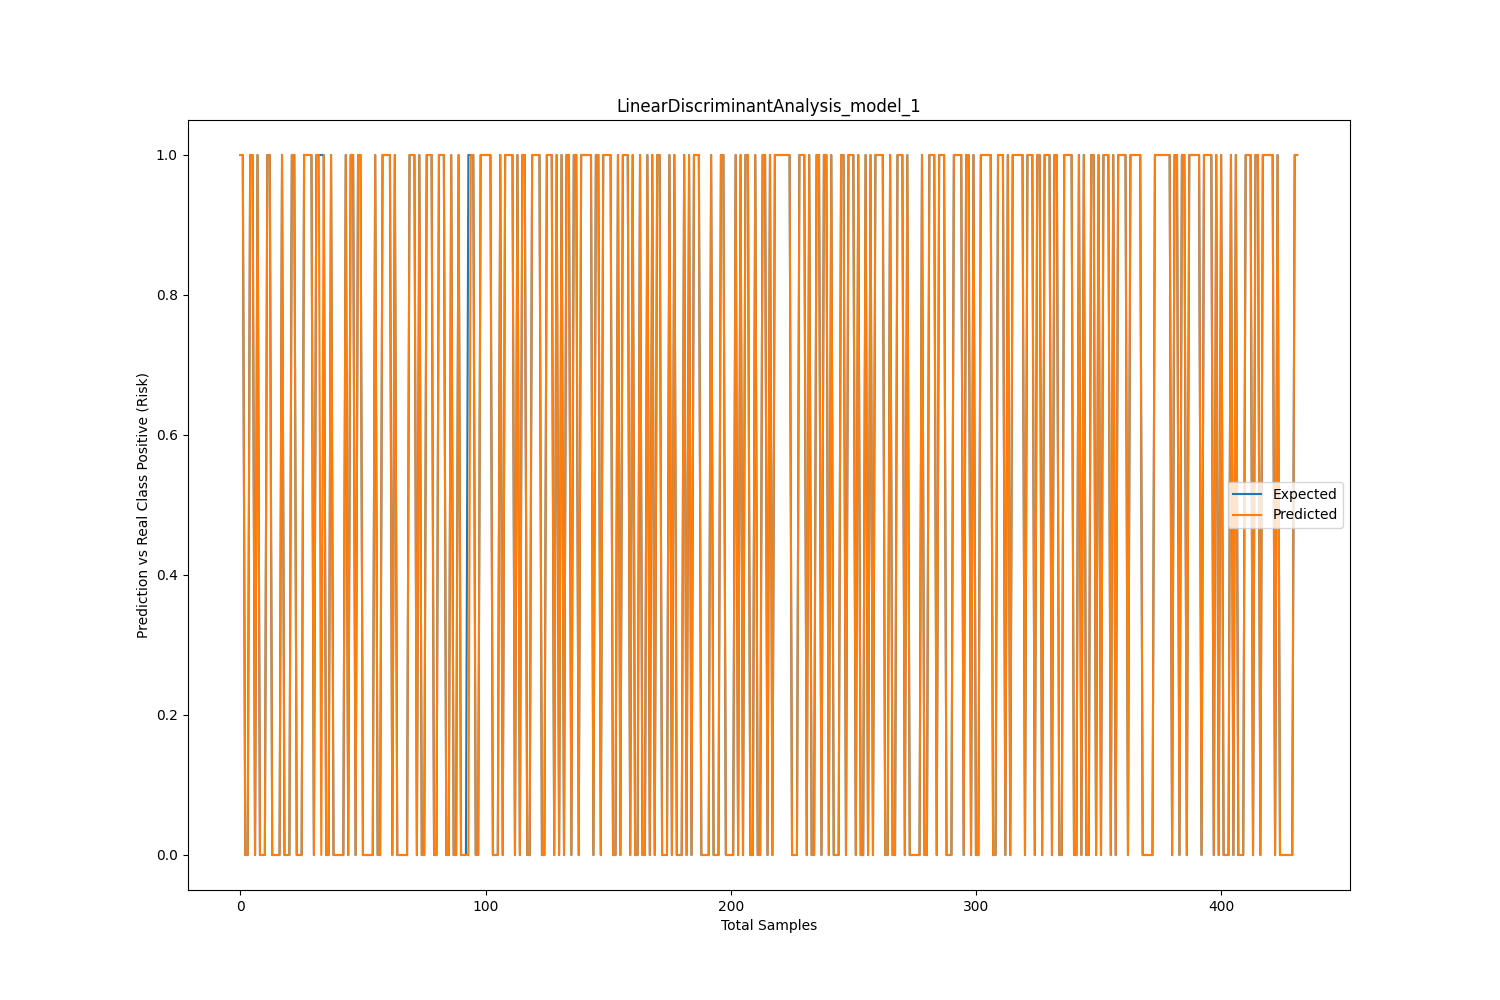 LinearDiscriminantAnalysis_model_1
1.0
0.8
0.6
0.4
0.2
0.0
Prediction vs Real Class Positive (Risk)
Expected
Predicted
0
100
200
300
400
Total Samples